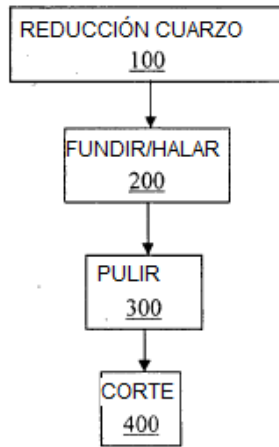 REDUCCIÓN CUARZO
100
FUNDIR/HALAR
200
PULIR
300
CORTE
400